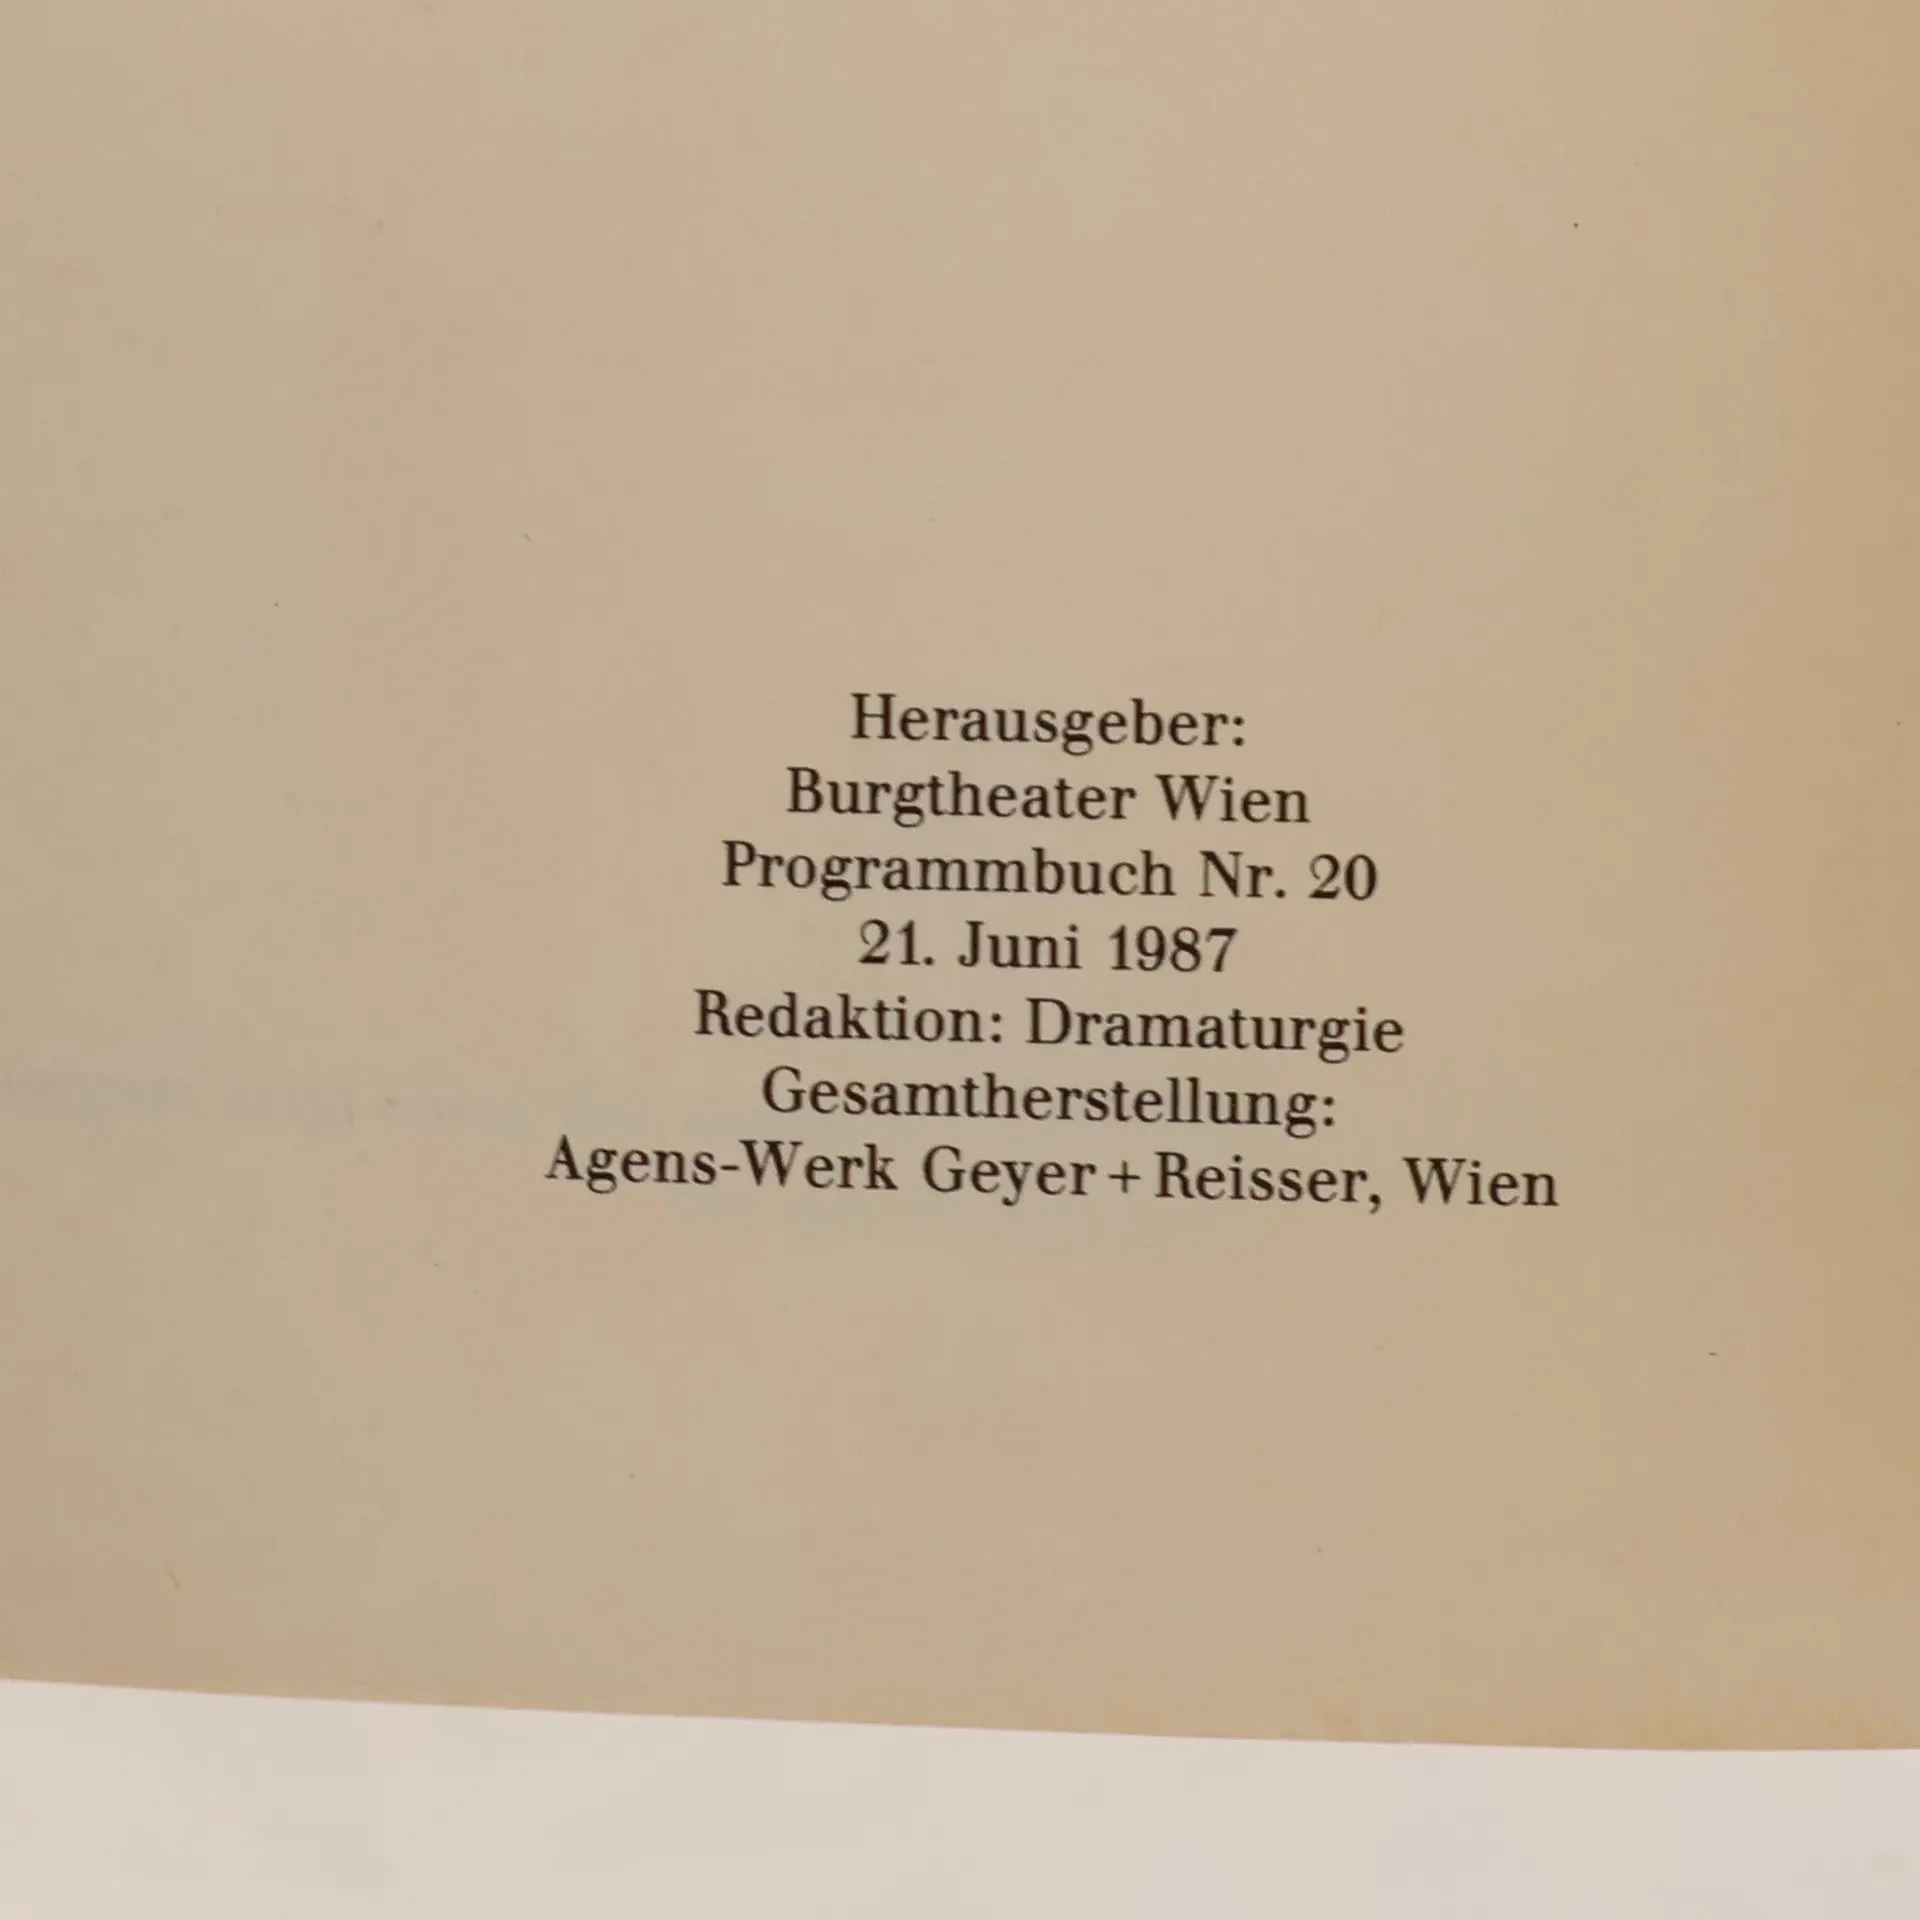 Herausgeber:
Burgtheater Wien
Programmbuch Nr. 20
21. Juni 1987
Redaktion: Dramaturgie
Gesamtherstellung:
Agens-Werk Geyer + Reisser, Wien